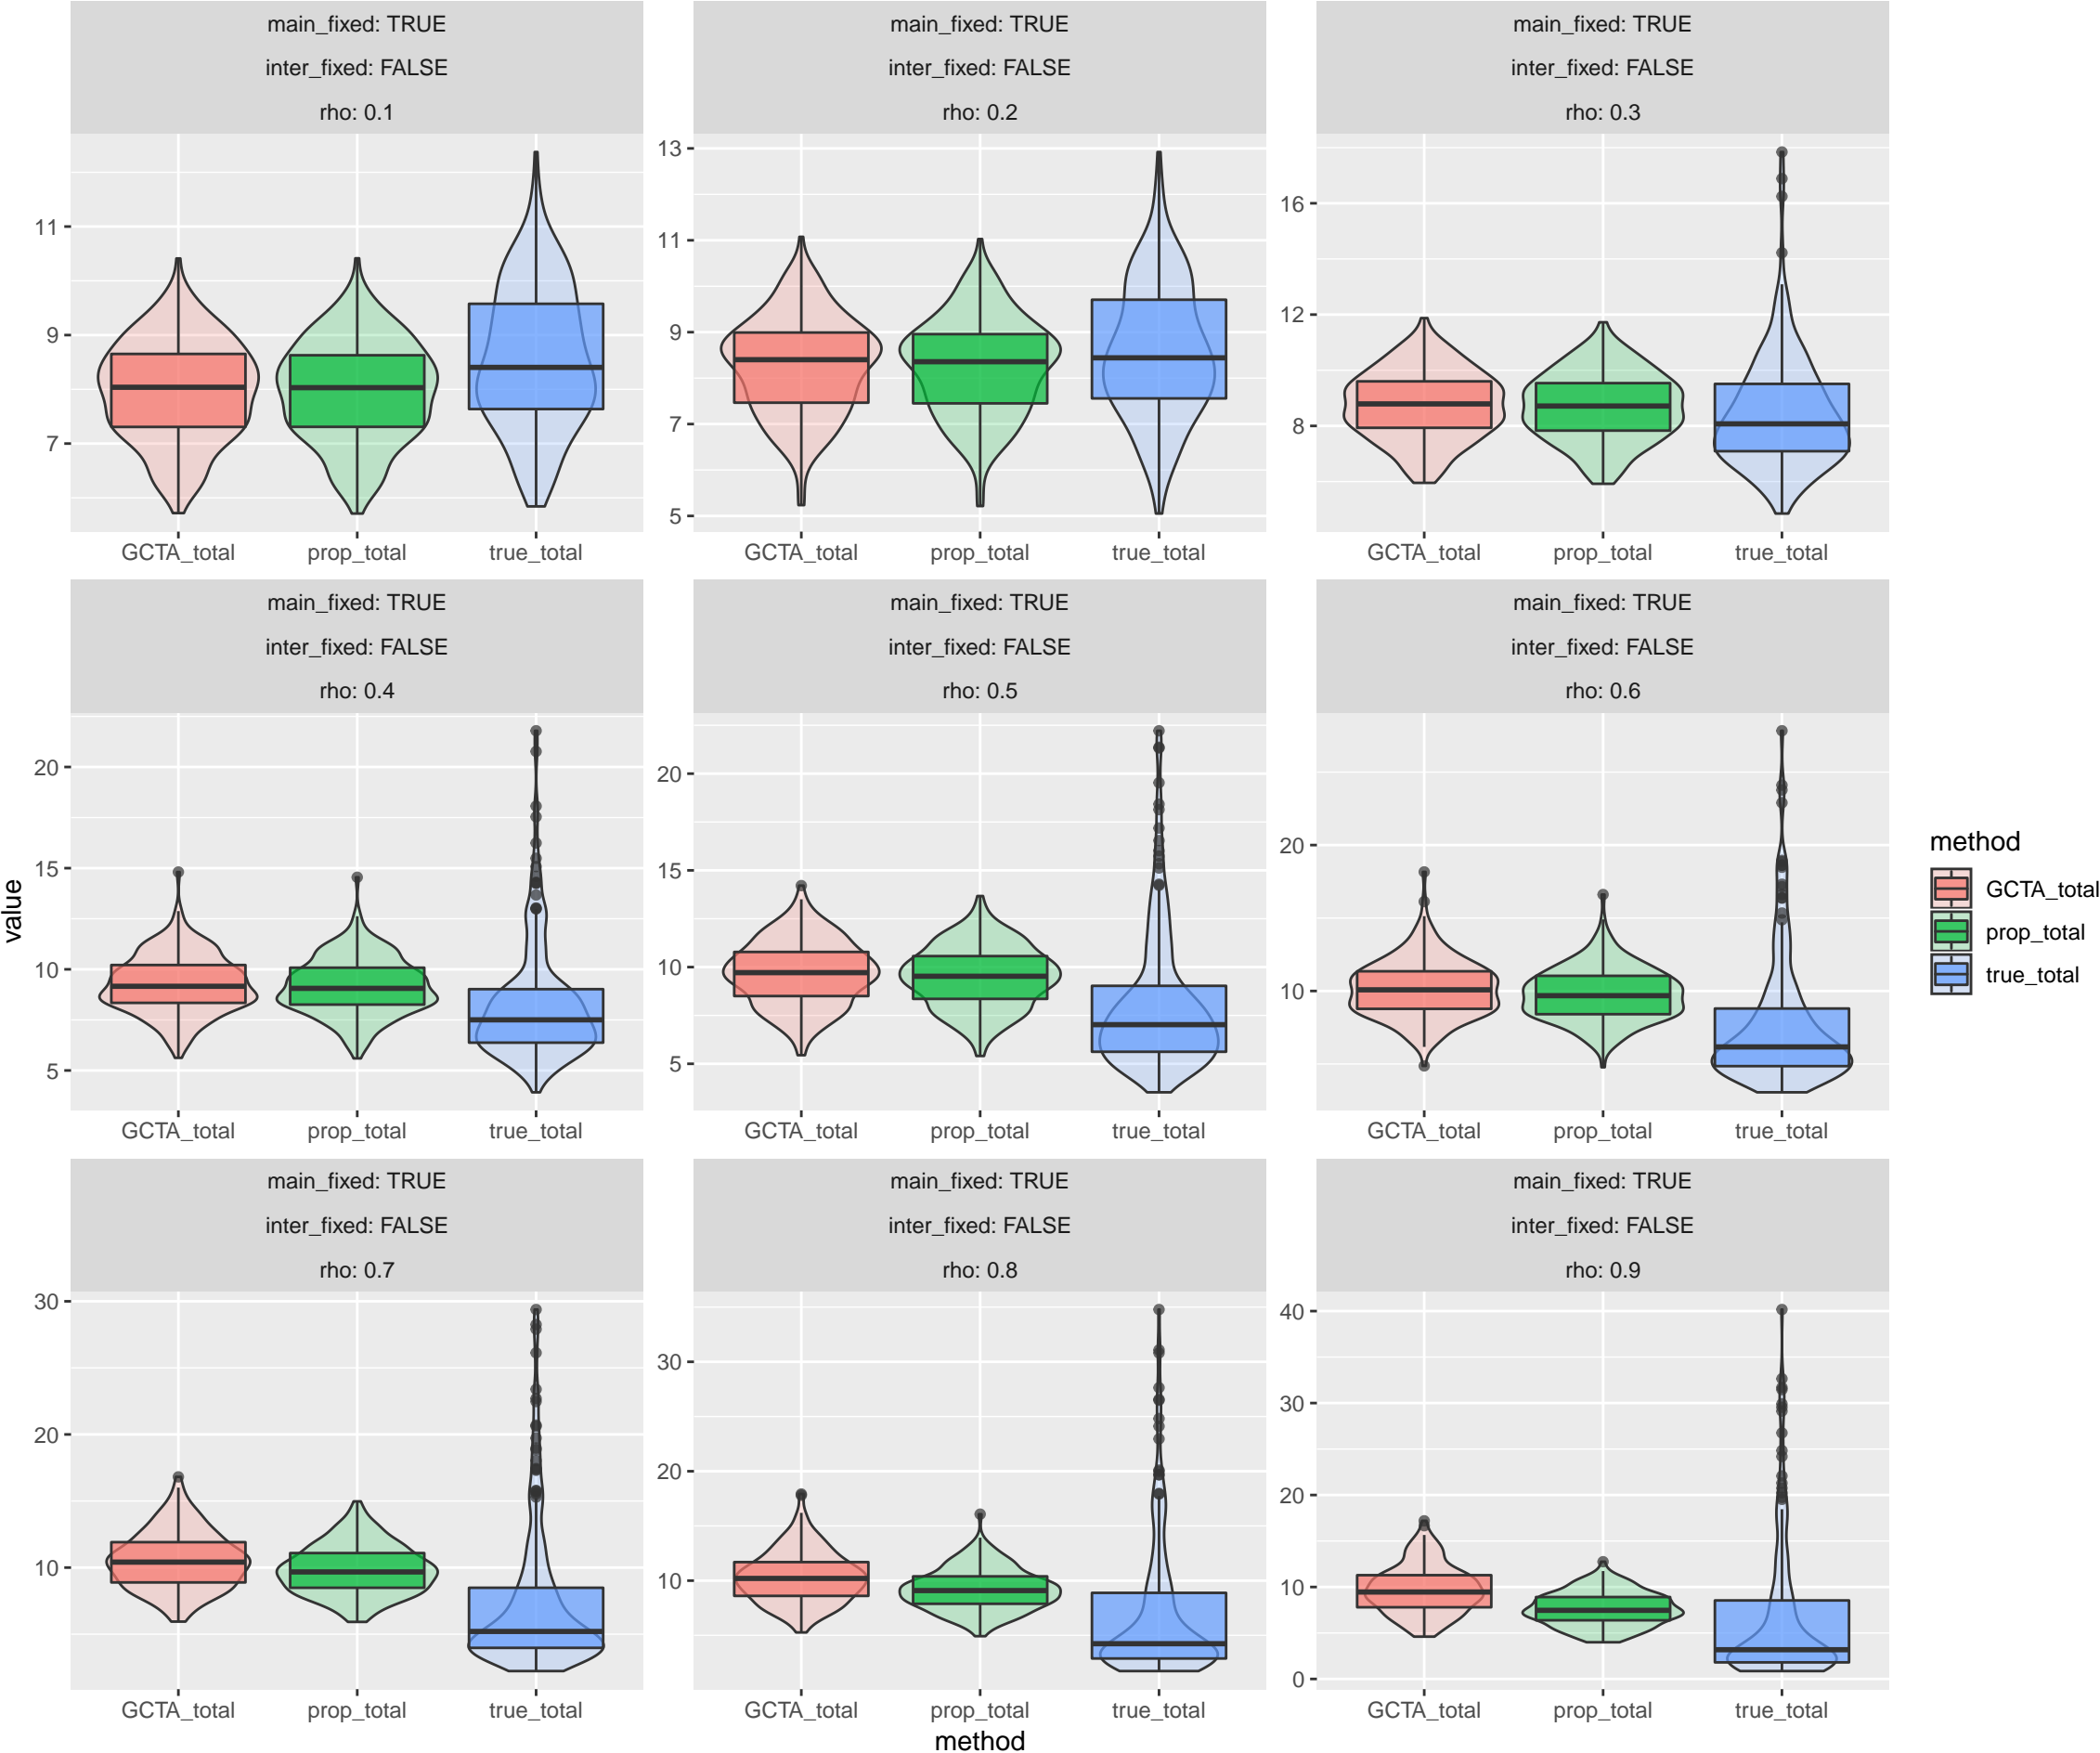 main_fixed: TRUE
inter_fixed: FALSE
rho: 0.1
main_fixed: TRUE
inter_fixed: FALSE
rho: 0.2
main_fixed: TRUE
inter_fixed: FALSE
rho: 0.3
11
9
7
GCTA_total
prop_total
true_total
13
11
9
7
5
GCTA_total
prop_total
true_total
16
12
8
GCTA_total
prop_total
true_total
main_fixed: TRUE
inter_fixed: FALSE
rho: 0.4
main_fixed: TRUE
inter_fixed: FALSE
rho: 0.5
main_fixed: TRUE
inter_fixed: FALSE
rho: 0.6
value
20
15
10
5
GCTA_total
prop_total
true_total
20
15
10
5
GCTA_total
prop_total
true_total
20
10
GCTA_total
prop_total
true_total
main_fixed: TRUE
inter_fixed: FALSE
rho: 0.7
main_fixed: TRUE
inter_fixed: FALSE
rho: 0.8
main_fixed: TRUE
inter_fixed: FALSE
rho: 0.9
30
20
10
GCTA_total
prop_total
true_total
30
20
10
GCTA_total
prop_total
true_total
40
30
20
10
0
GCTA_total
prop_total
true_total
method
method
GCTA_total
prop_total
true_total